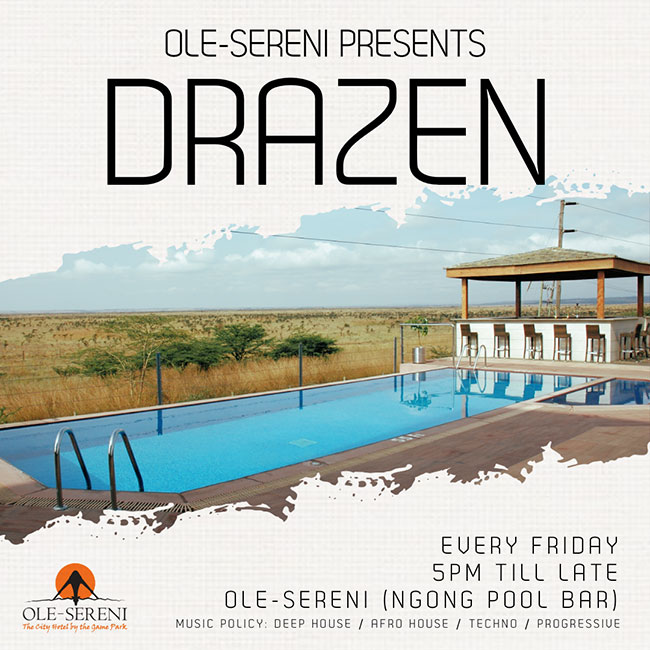 OLE-SERENI PRESENTS
DRAZEN
EVERY FRIDAY
5PM TILL LATE
OLE-SERENI (NGONG POOL BAR)
MUSIC POLICY: DEEP HOUSE / AFRO HOUSE / TECHNO / PROGRESSIVE
OLE-SERENI
The City Hotel by the Game Park